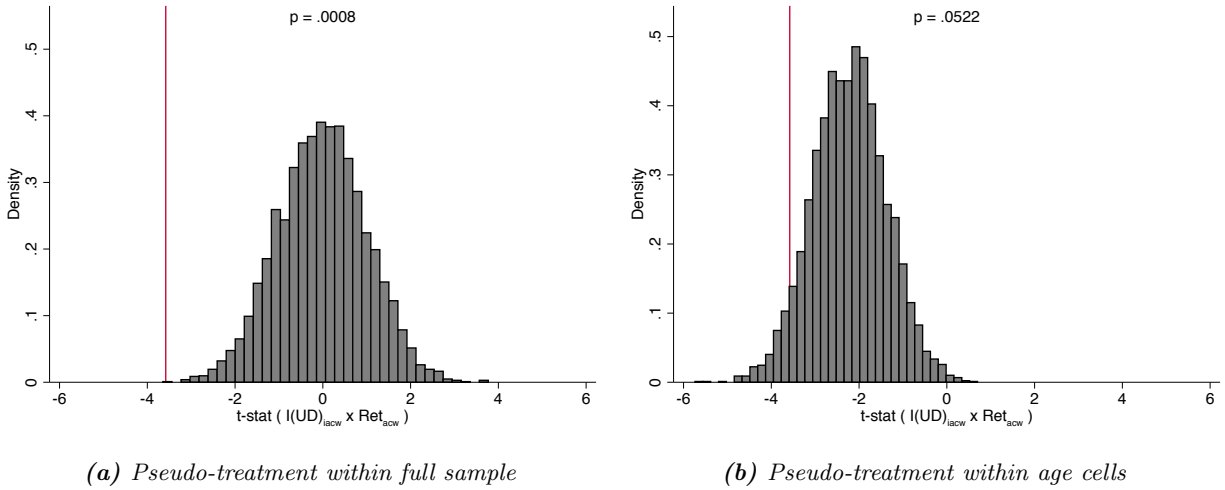 p = .0008
.5
.4
.3
.2
.1
0
Density
-6 -4 -2 0 2 4 6
t-stat ( I(UD)iacw x Retacw )
(a) Pseudo-treatment within full sample
p = .0522
.5
.4
.3
.2
.1
0
Density
-6 -4 -2 0 2 4 6
t-stat ( I(UD)iacw x Retacw )
(b) Pseudo-treatment within age cells